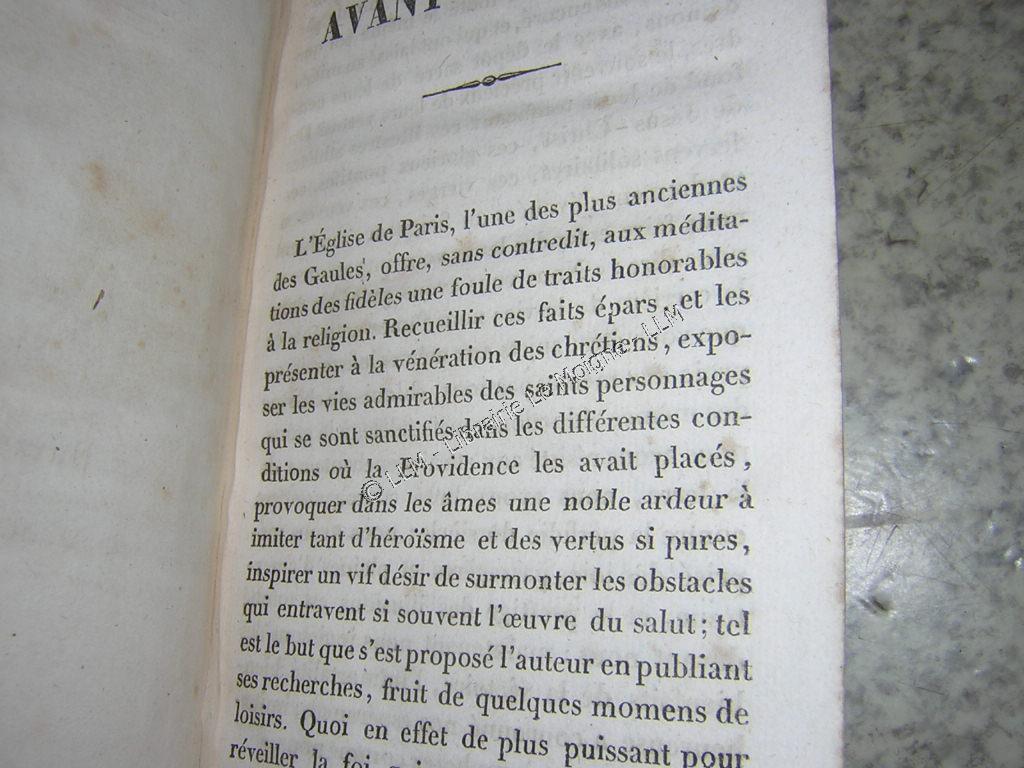 AVANT
L'Église de Paris, l'une des plus anciennes
des Gaules, offre, sans contredit, aux médita-
tions des fidèles une foule de traits honorables
à la religion. Recueillir ces faits épars, et les
présenter à la vénération des chrétiens, expo-
ser les vies admirables des saints personnages
qui se sont sanctifiés dans les différentes con-
ditions où la Providence les avait placés,
provoquer dans les âmes une noble ardeur à
imiter tant d'héroïsme et des vertus si pures,
inspirer un vif désir de surmonter les obstacles
qui entravent si souvent l'œuvre du salut; tel
est le but que s'est proposé l'auteur en publiant
ses recherches, fruit de quelques momens de
loisirs. Quoi en effet de plus puissant pour
réveiller la foi
© LLM - Librairie Le Moigne - LLM